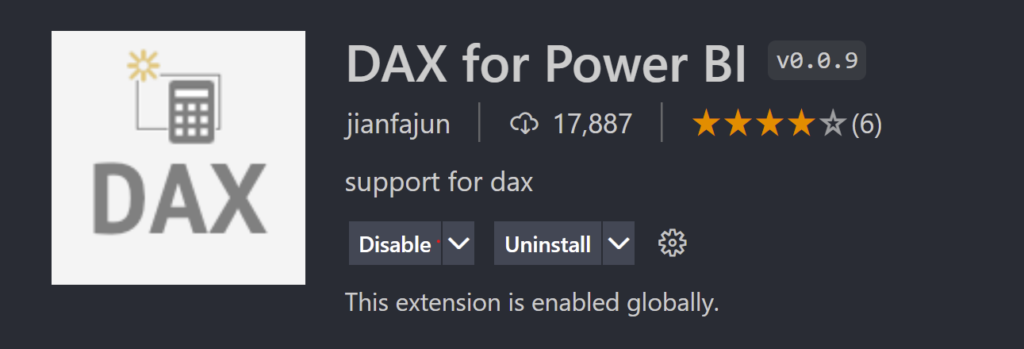 DAX
DAX for Power BI v0.0.9
jianfajun 17,887 (6)
support for dax
Disable Uninstall
This extension is enabled globally.